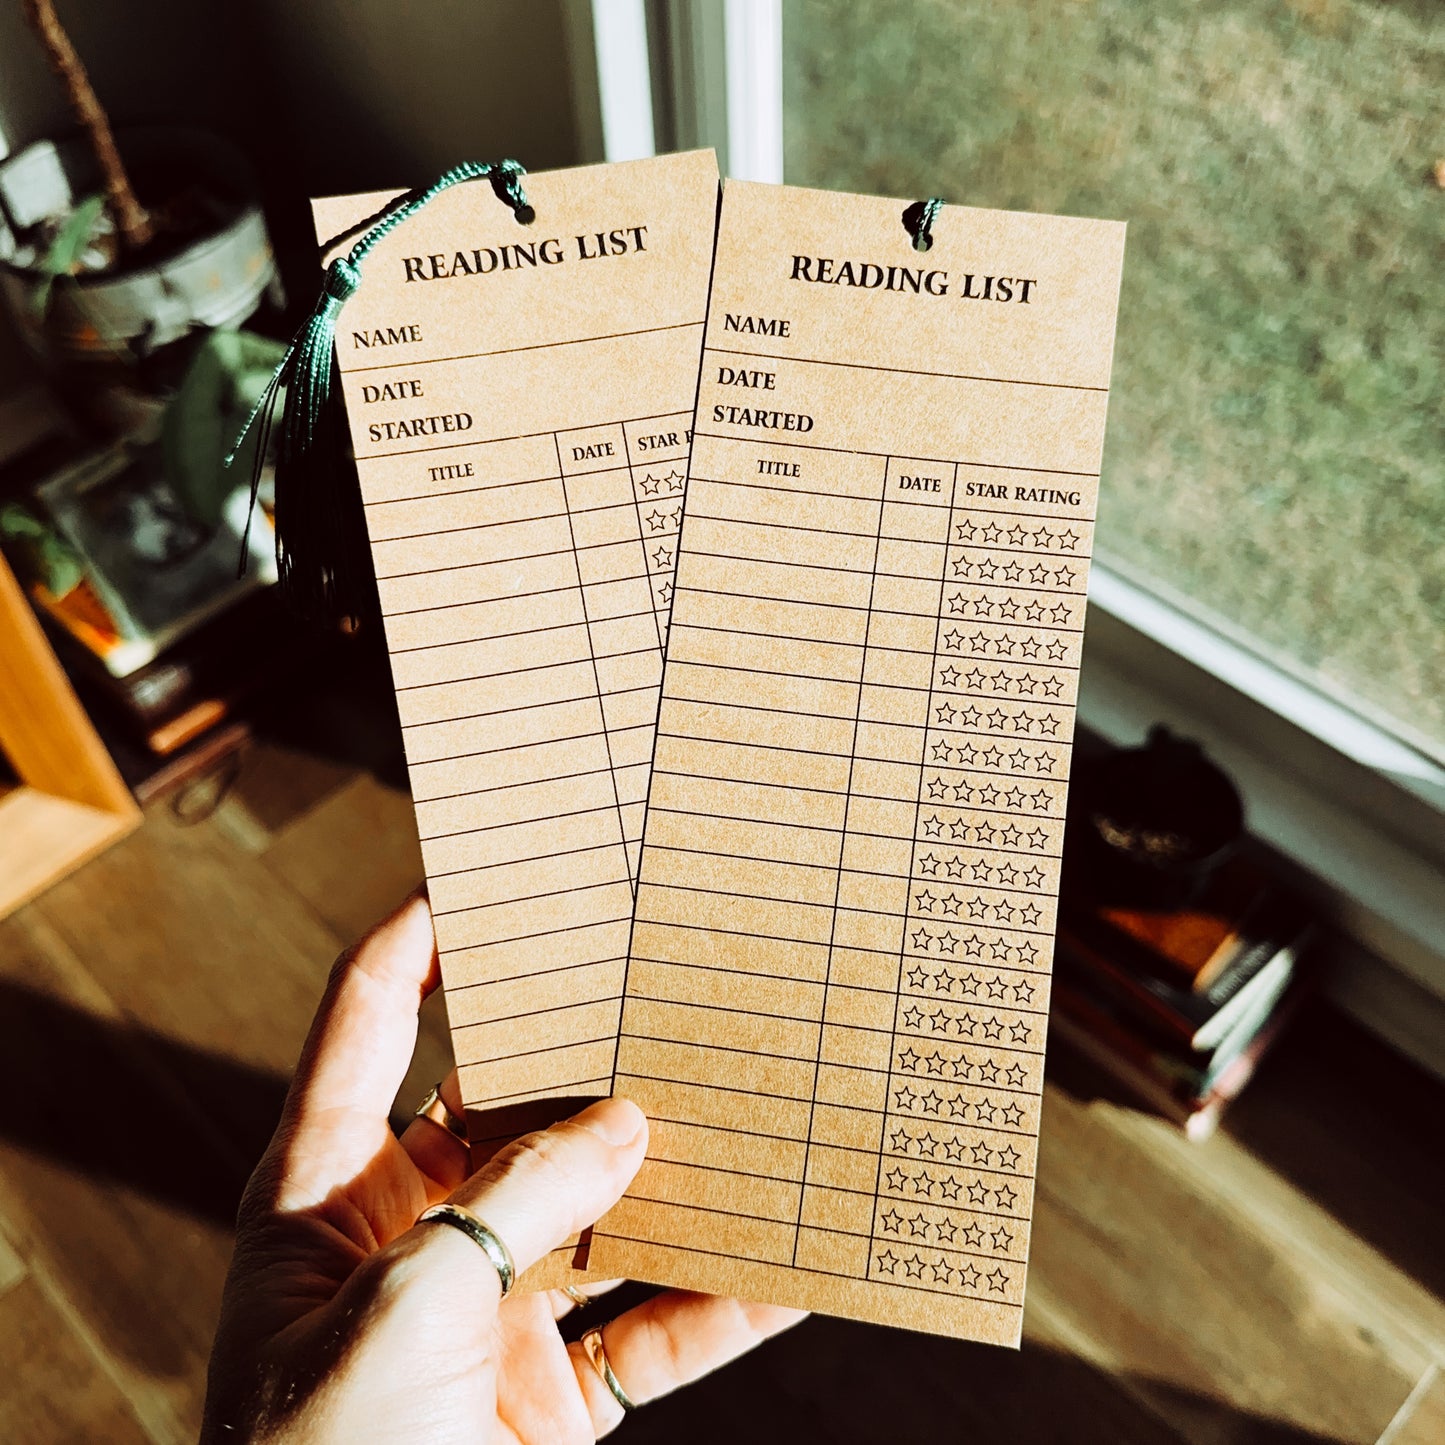 READING LIST
NAME
DATE
STARTED
TITLE DATE STAR
READING LIST
NAME
DATE
STARTED
TITLE DATE STAR RATING